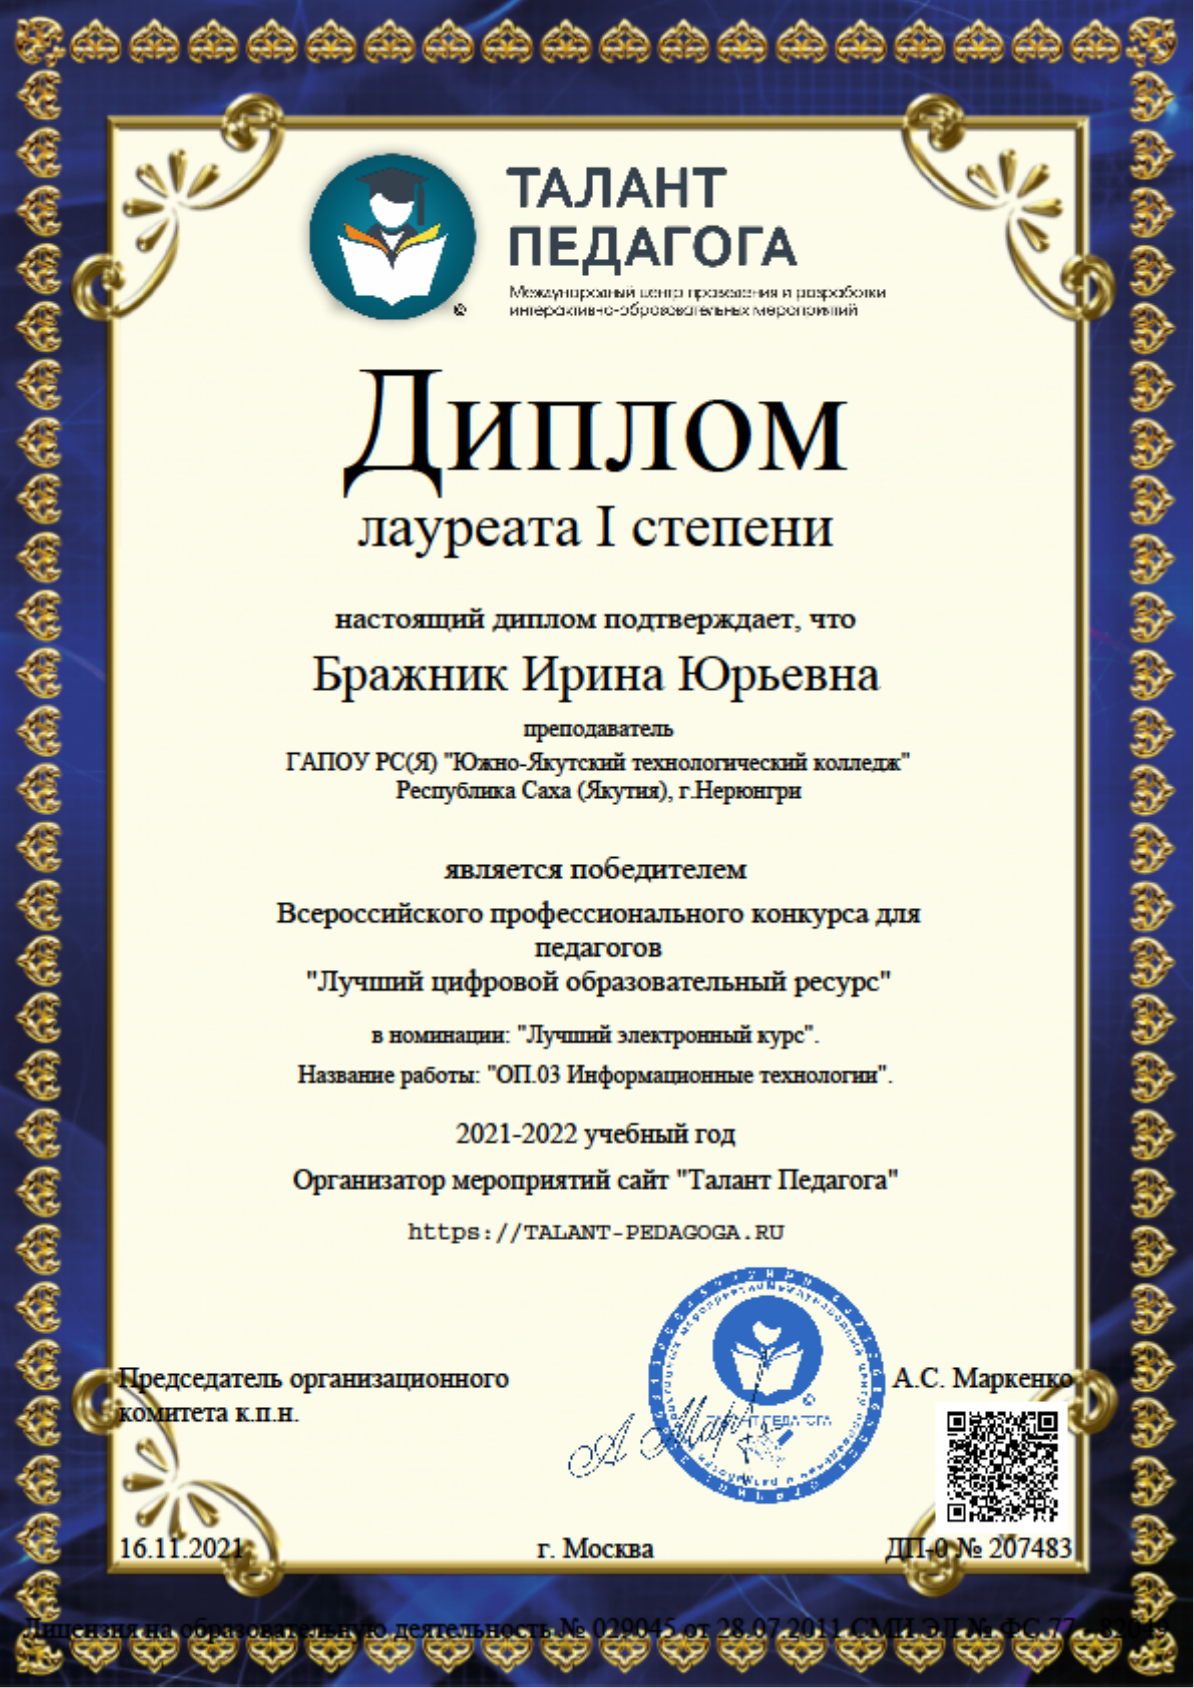 ТАЛАНТ
ПЕДАГОГА
Международный центр проведения и разработки
интерактивно-образовательных мероприятий
Диплом
лауреата I степени
настоящий диплом подтверждает, что
Бражник Ирина Юрьевна
преподаватель
ГАПОУ РС(Я) "Южно-Якутский технологический колледж"
Республика Саха (Якутия), г.Нерюнгри
является победителем
Всероссийского профессионального конкурса для
педагогов
"Лучший цифровой образовательный ресурс"
в номинации: "Лучший электронный курс".
Название работы: "ОП.03 Информационные технологии".
2021-2022 учебный год
Организатор мероприятий сайт "Талант Педагога"
https://TALANT-PEDAGOGA.RU
Председатель организационного
комитета к.п.н.
А.С. Маркенко
ТАЛАНТ ПЕДАГОГА
16.11.2021
г. Москва
ДП-0 № 207483
Лицензия на образовательную деятельность № 029045 от 28.07.2011 СМИ ЭЛ № ФС 77 -